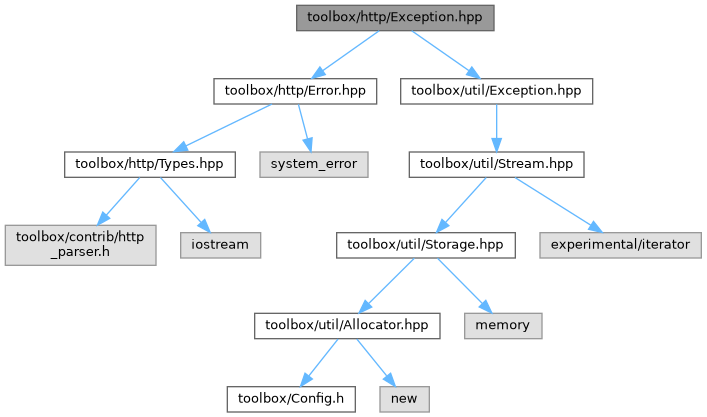 toolbox/http/Exception.hpp
toolbox/http/Error.hpp
toolbox/util/Exception.hpp
toolbox/http/Types.hpp
system_error
toolbox/util/Stream.hpp
toolbox/contrib/http
_parser.h
iostream
toolbox/util/Storage.hpp
experimental/iterator
toolbox/util/Allocator.hpp
memory
toolbox/Config.h
new